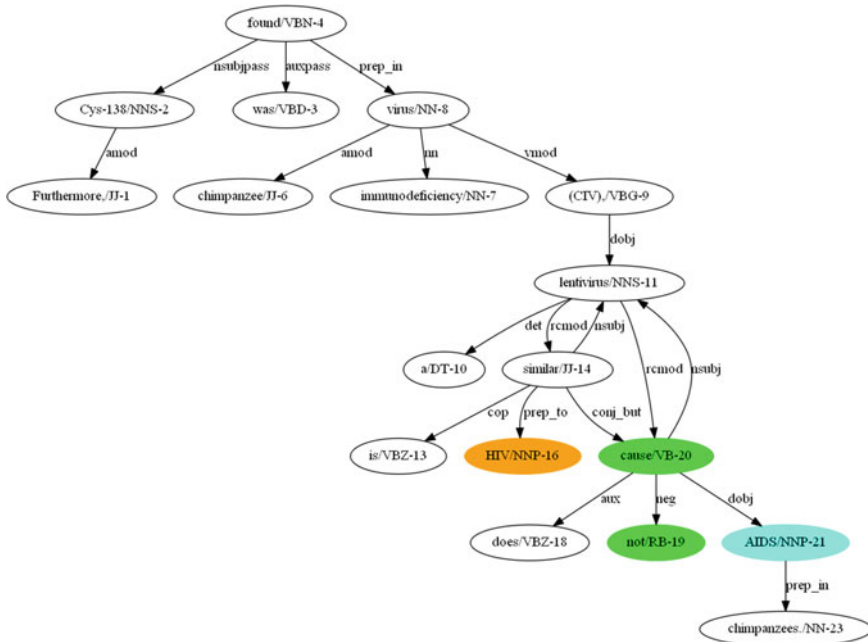 found/VBN-4
nsubjpass auxpass prep_in
Cys-138/NNS-2 was/VBD-3 virus/NN-8
amod amod nn vmod
Furthermore,/JJ-1 chimpanzee/JJ-6 immunodeficiency/NN-7 (CIV),/VBG-9
dobj
lentivirus/NNS-11
det rcmod nsubj
a/DT-10 similar/JJ-14 rcmod nsubj
cop prep_to conj_but
is/VBZ-13 HIV/NNP-16 cause/VB-20
aux neg dobj
does/VBZ-18 not/RB-19 AIDS/NNP-21
prep_in
chimpanzees./NN-23